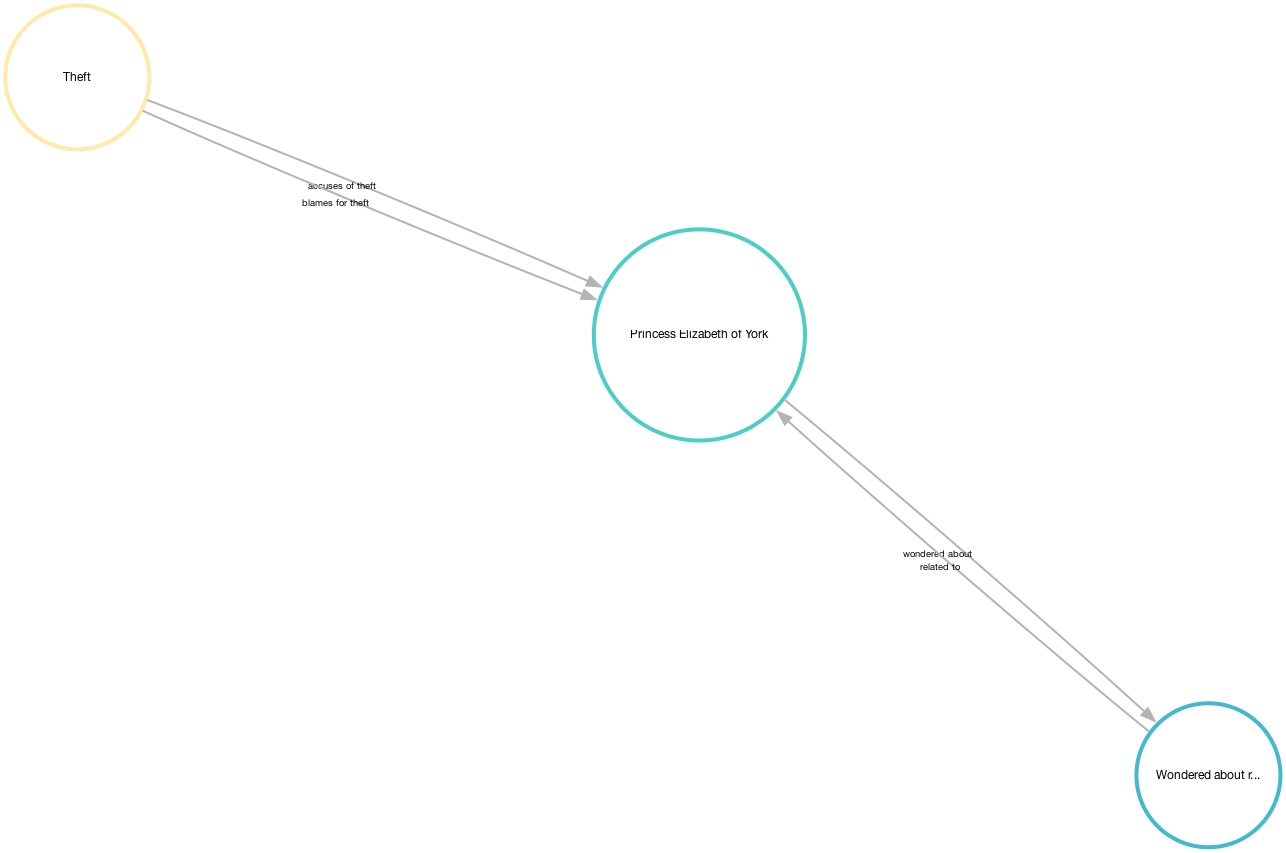 Theft
accuses of theft
blames for theft
Princess Elizabeth of York
wondered about
related to
Wondered about r...